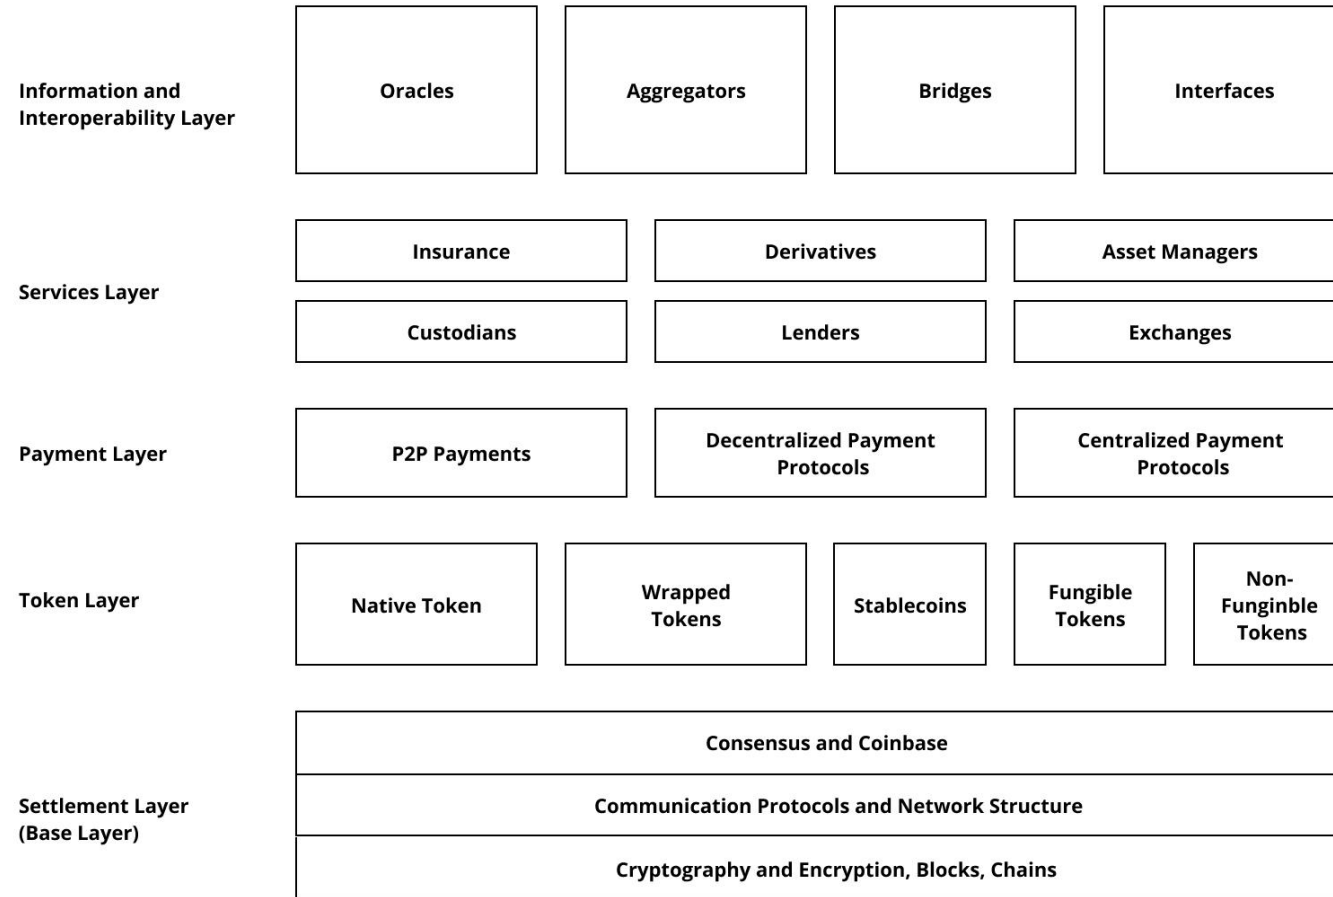 Information and
Interoperability Layer
Oracles
Aggregators
Bridges
Interfaces
Services Layer
Insurance
Derivatives
Asset Managers
Custodians
Lenders
Exchanges
Payment Layer
P2P Payments
Decentralized Payment
Protocols
Centralized Payment
Protocols
Token Layer
Native Token
Wrapped
Tokens
Stablecoins
Fungible
Tokens
Non-
Funginble
Tokens
Settlement Layer
(Base Layer)
Consensus and Coinbase
Communication Protocols and Network Structure
Cryptography and Encryption, Blocks, Chains